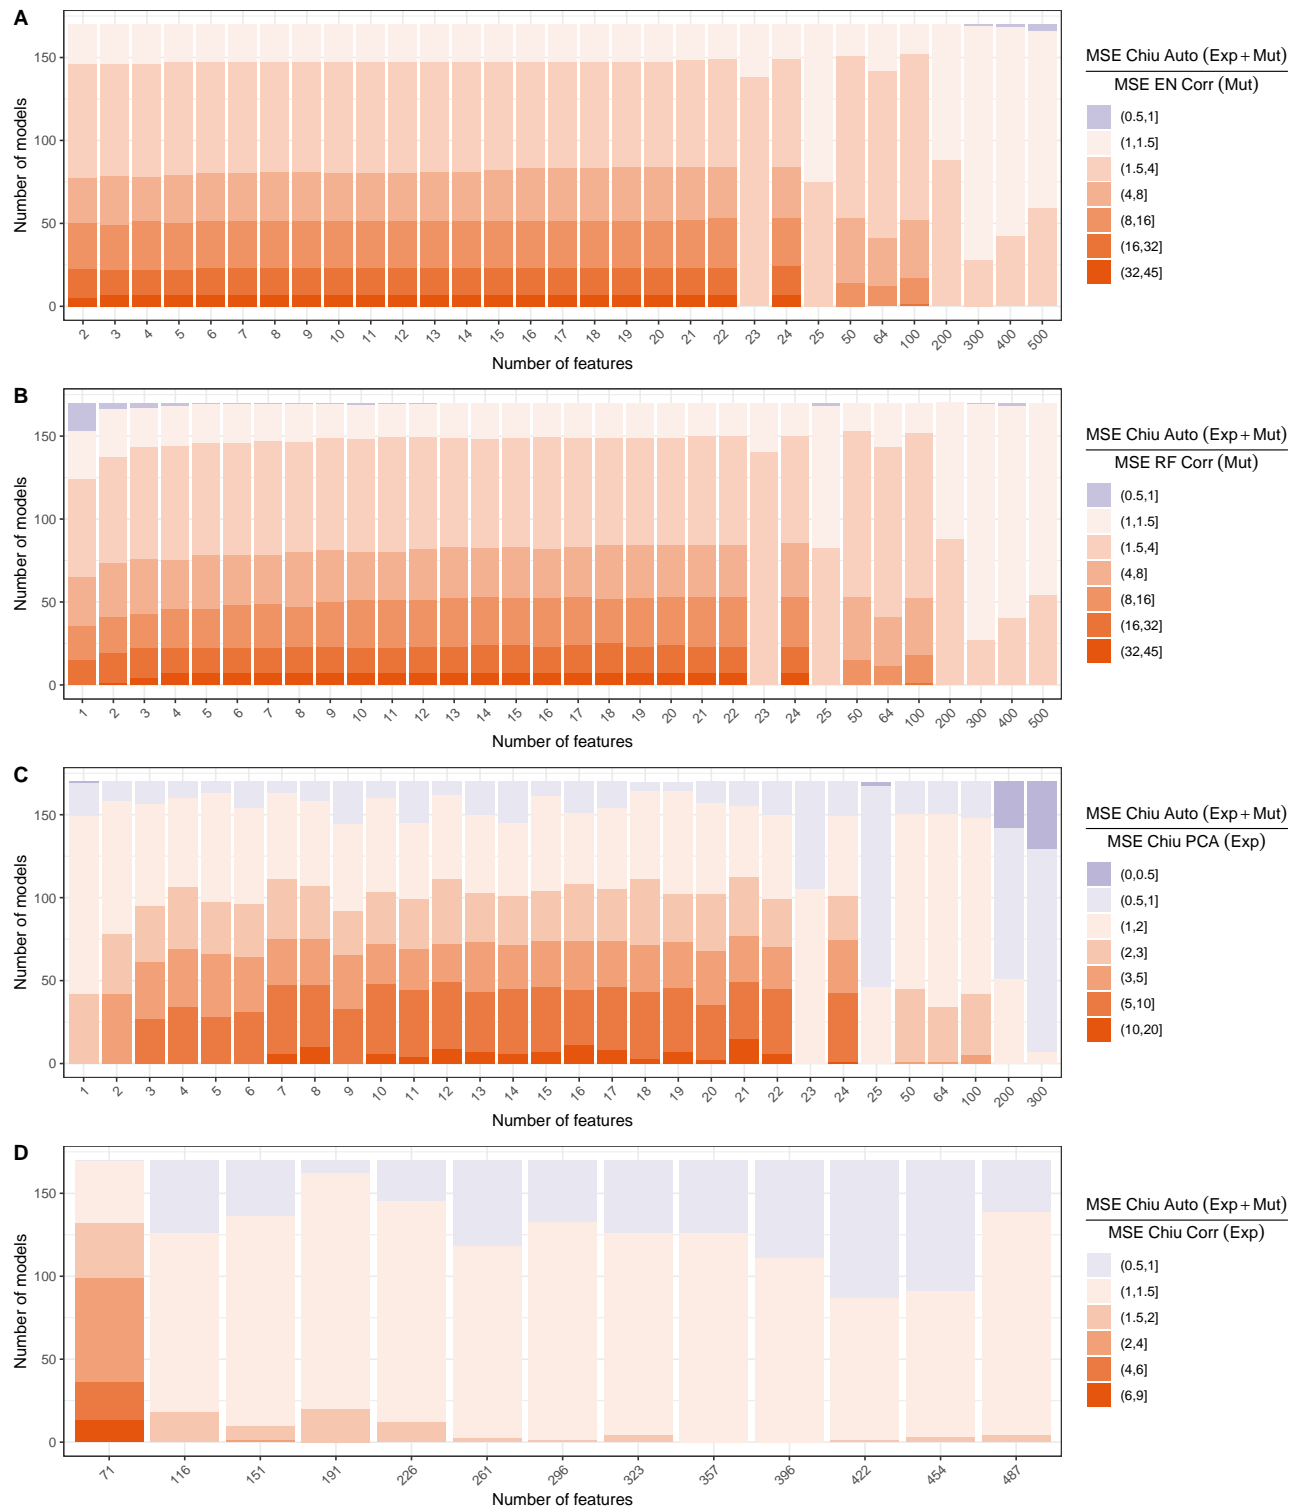 A
150
100
50
0
Number of models
2 3 4 5 6 7 8 9 10 11 12 13 14 15 16 17 18 19 20 21 22 23 24 25 50 64 100 200 300 400 500
Number of features
MSE Chiu Auto (Exp+Mut)
MSE EN Corr (Mut)
(0.5,1]
(1,1.5]
(1.5,4]
(4,8]
(8,16]
(16,32]
(32,45]
B
150
100
50
0
Number of models
1 2 3 4 5 6 7 8 9 10 11 12 13 14 15 16 17 18 19 20 21 22 23 24 25 50 64 100 200 300 400 500
Number of features
MSE Chiu Auto (Exp+Mut)
MSE RF Corr (Mut)
(0.5,1]
(1,1.5]
(1.5,4]
(4,8]
(8,16]
(16,32]
(32,45]
C
150
100
50
0
Number of models
1 2 3 4 5 6 7 8 9 10 11 12 13 14 15 16 17 18 19 20 21 22 23 24 25 50 64 100 200 300
Number of features
MSE Chiu Auto (Exp+Mut)
MSE Chiu PCA (Exp)
(0,0.5]
(0.5,1]
(1,2]
(2,3]
(3,5]
(5,10]
(10,20]
D
150
100
50
0
Number of models
71 116 151 191 226 261 296 323 357 396 422 454 487
Number of features
MSE Chiu Auto (Exp+Mut)
MSE Chiu Corr (Exp)
(0.5,1]
(1,1.5]
(1.5,2]
(2,4]
(4,6]
(6,9]